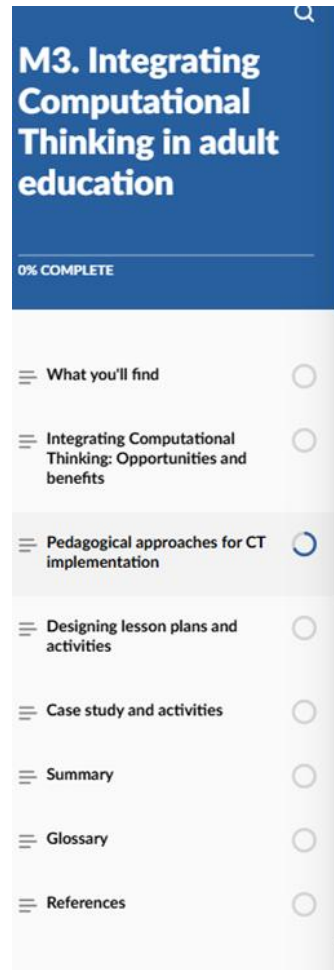 M3. Integrating
Computational
Thinking in adult
education
0% COMPLETE
What you'll find
Integrating Computational
Thinking: Opportunities and
benefits
Pedagogical approaches for CT
implementation
Designing lesson plans and
activities
Case study and activities
Summary
Glossary
References